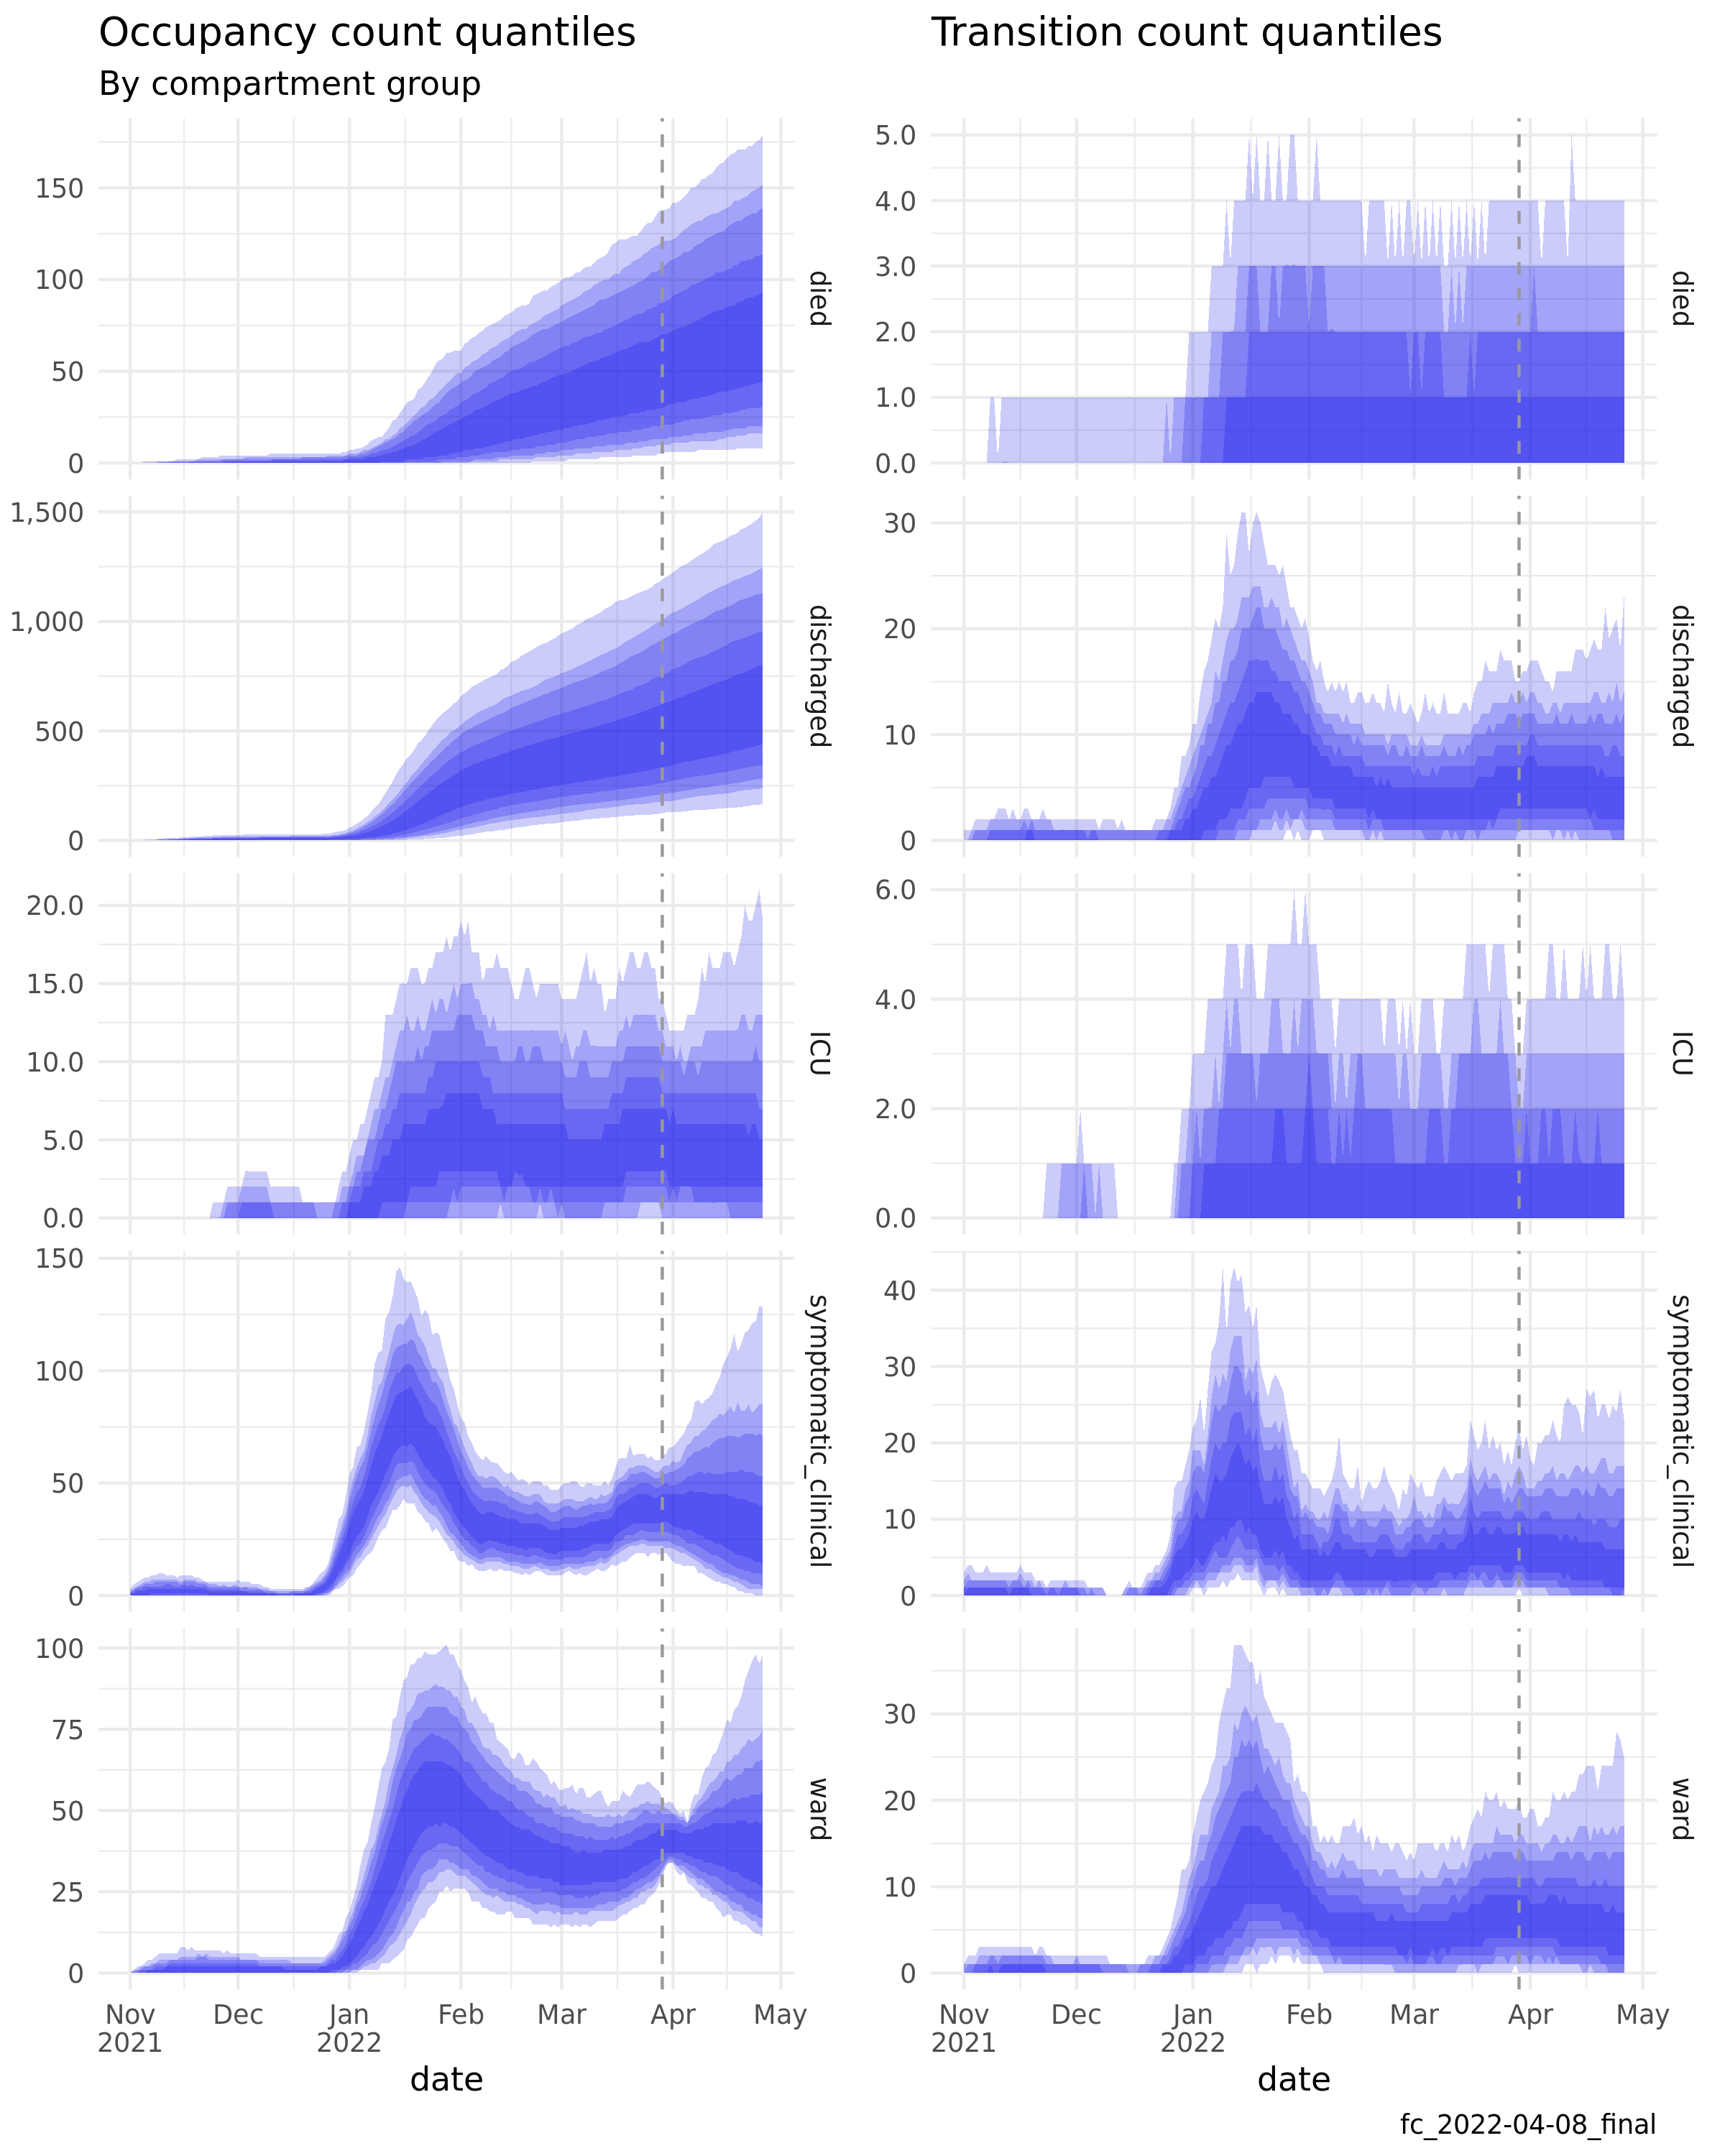 Occupancy count quantiles
By compartment group
150
100
50
0
died
1,500
1,000
500
0
discharged
20.0
15.0
10.0
5.0
0.0
ICU
150
100
50
0
symptomatic_clinical
100
75
50
25
0
ward
Nov Dec Jan Feb Mar Apr May
2021 2022
date
Transition count quantiles
5.0
4.0
3.0
2.0
1.0
0.0
died
30
20
10
0
discharged
6.0
4.0
2.0
0.0
ICU
40
30
20
10
0
symptomatic_clinical
30
20
10
0
ward
Nov Dec Jan Feb Mar Apr May
2021 2022
date
fc_2022-04-08_final